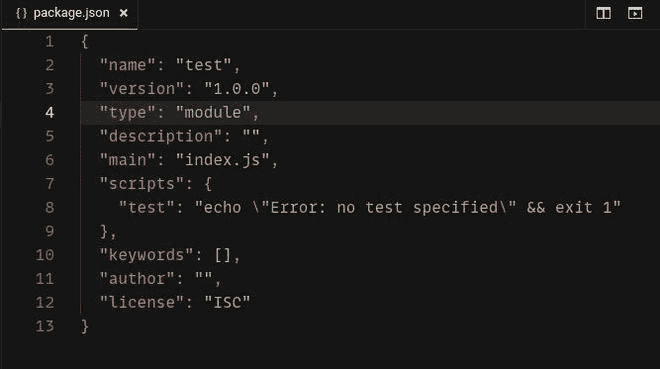 { } package.json ×
1 {
2 "name": "test",
3 "version": "1.0.0",
4 "type": "module",
5 "description": "",
6 "main": "index.js",
7 "scripts": {
8 "test": "echo \"Error: no test specified\" && exit 1"
9 },
10 "keywords": [],
11 "author": "",
12 "license": "ISC"
13 }